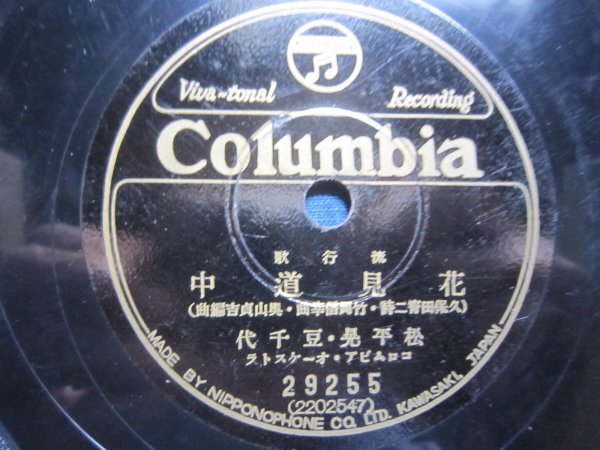 Viva-tonal Recording
Columbia
流行歌
花見道中
(久保田宵二詩・竹岡信幸曲・奥山貞吉編曲)
松平晃・豆千代
コロムビア・オーケストラ
29255
(2202547)
MADE BY NIPPONOPHONE CO. LTD. KAWASAKI, JAPAN